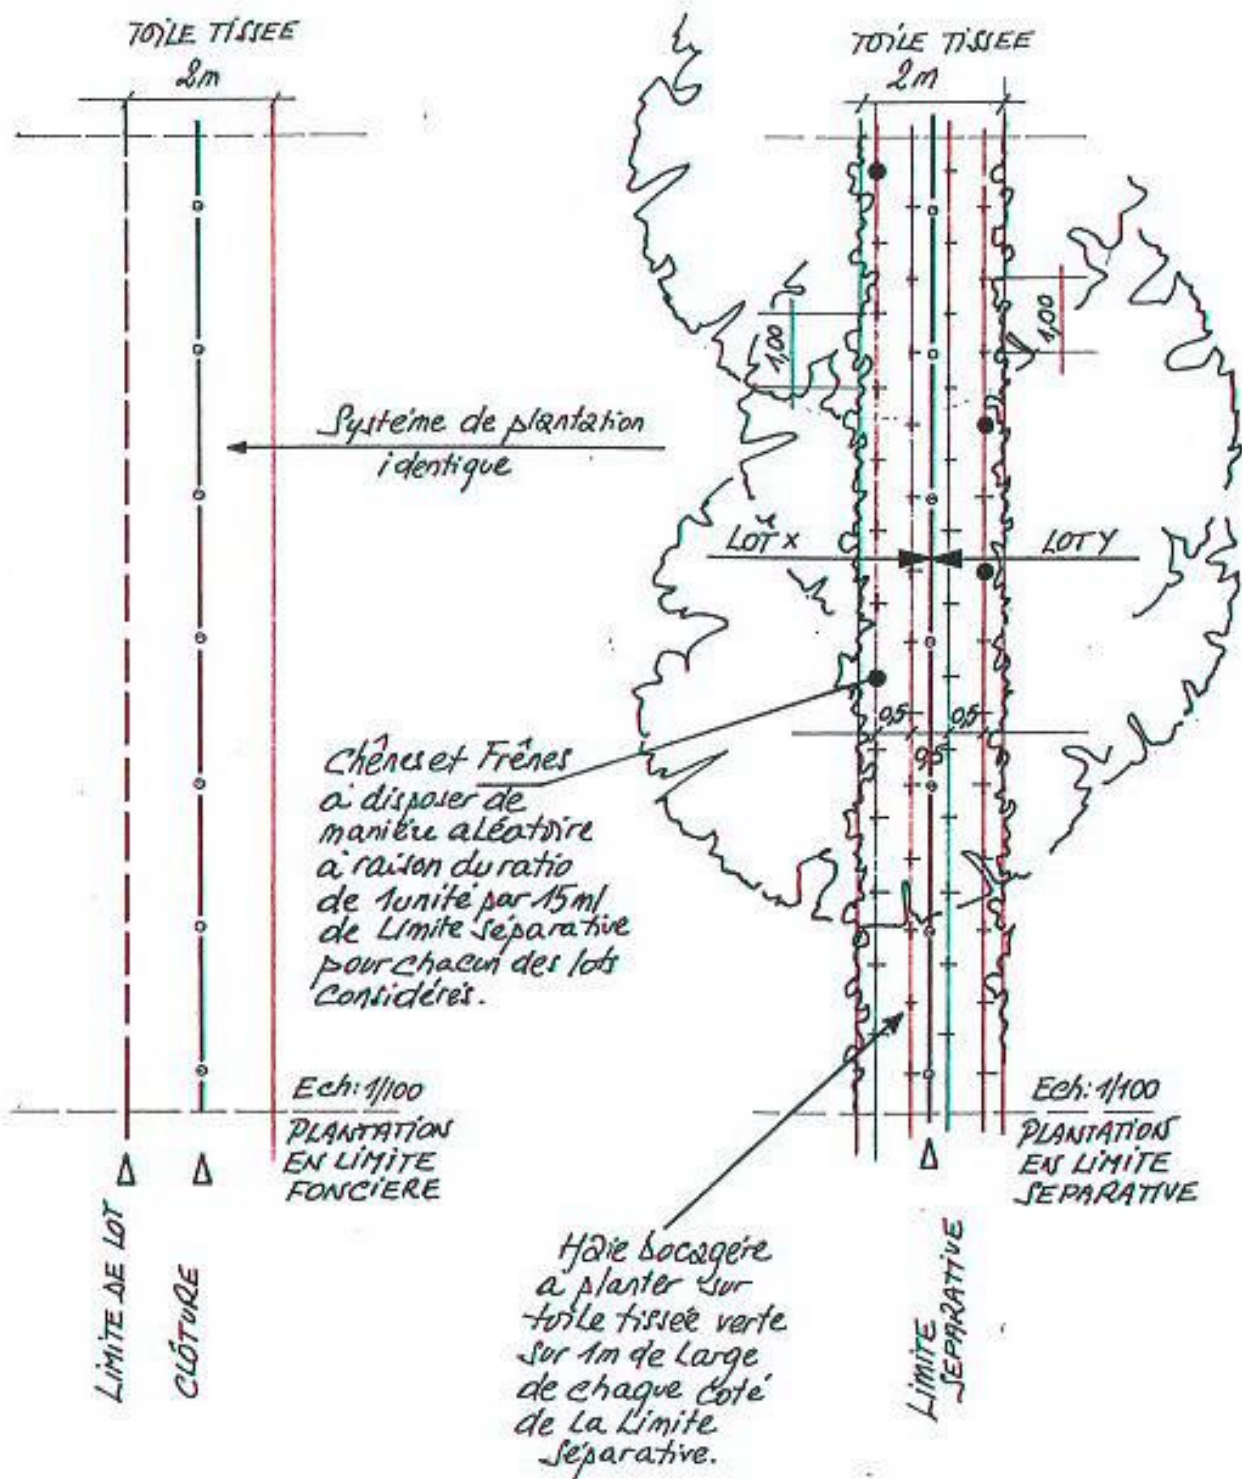 TOILE TISSEE
2m
TOILE TISSEE
2m
1,00
1,00
Système de plantation
identique
LOT X
LOT Y
0,5
0,5
0,5
Chênes et Frênes
à disposer de
manière aléatoire
à raison du ratio
de 1unité par 15ml
de Limite séparative
pour chacun des lots
considérés.
Ech: 1/100
PLANTATION
EN LIMITE
FONCIERE
Ech: 1/100
PLANTATION
EN LIMITE
SEPARATIVE
LIMITE DE LOT
CLÔTURE
LIMITE
SEPARATIVE
Haie bocagère
à planter sur
toile tissée verte
sur 1m de Large
de chaque coté
de La Limite
séparative.